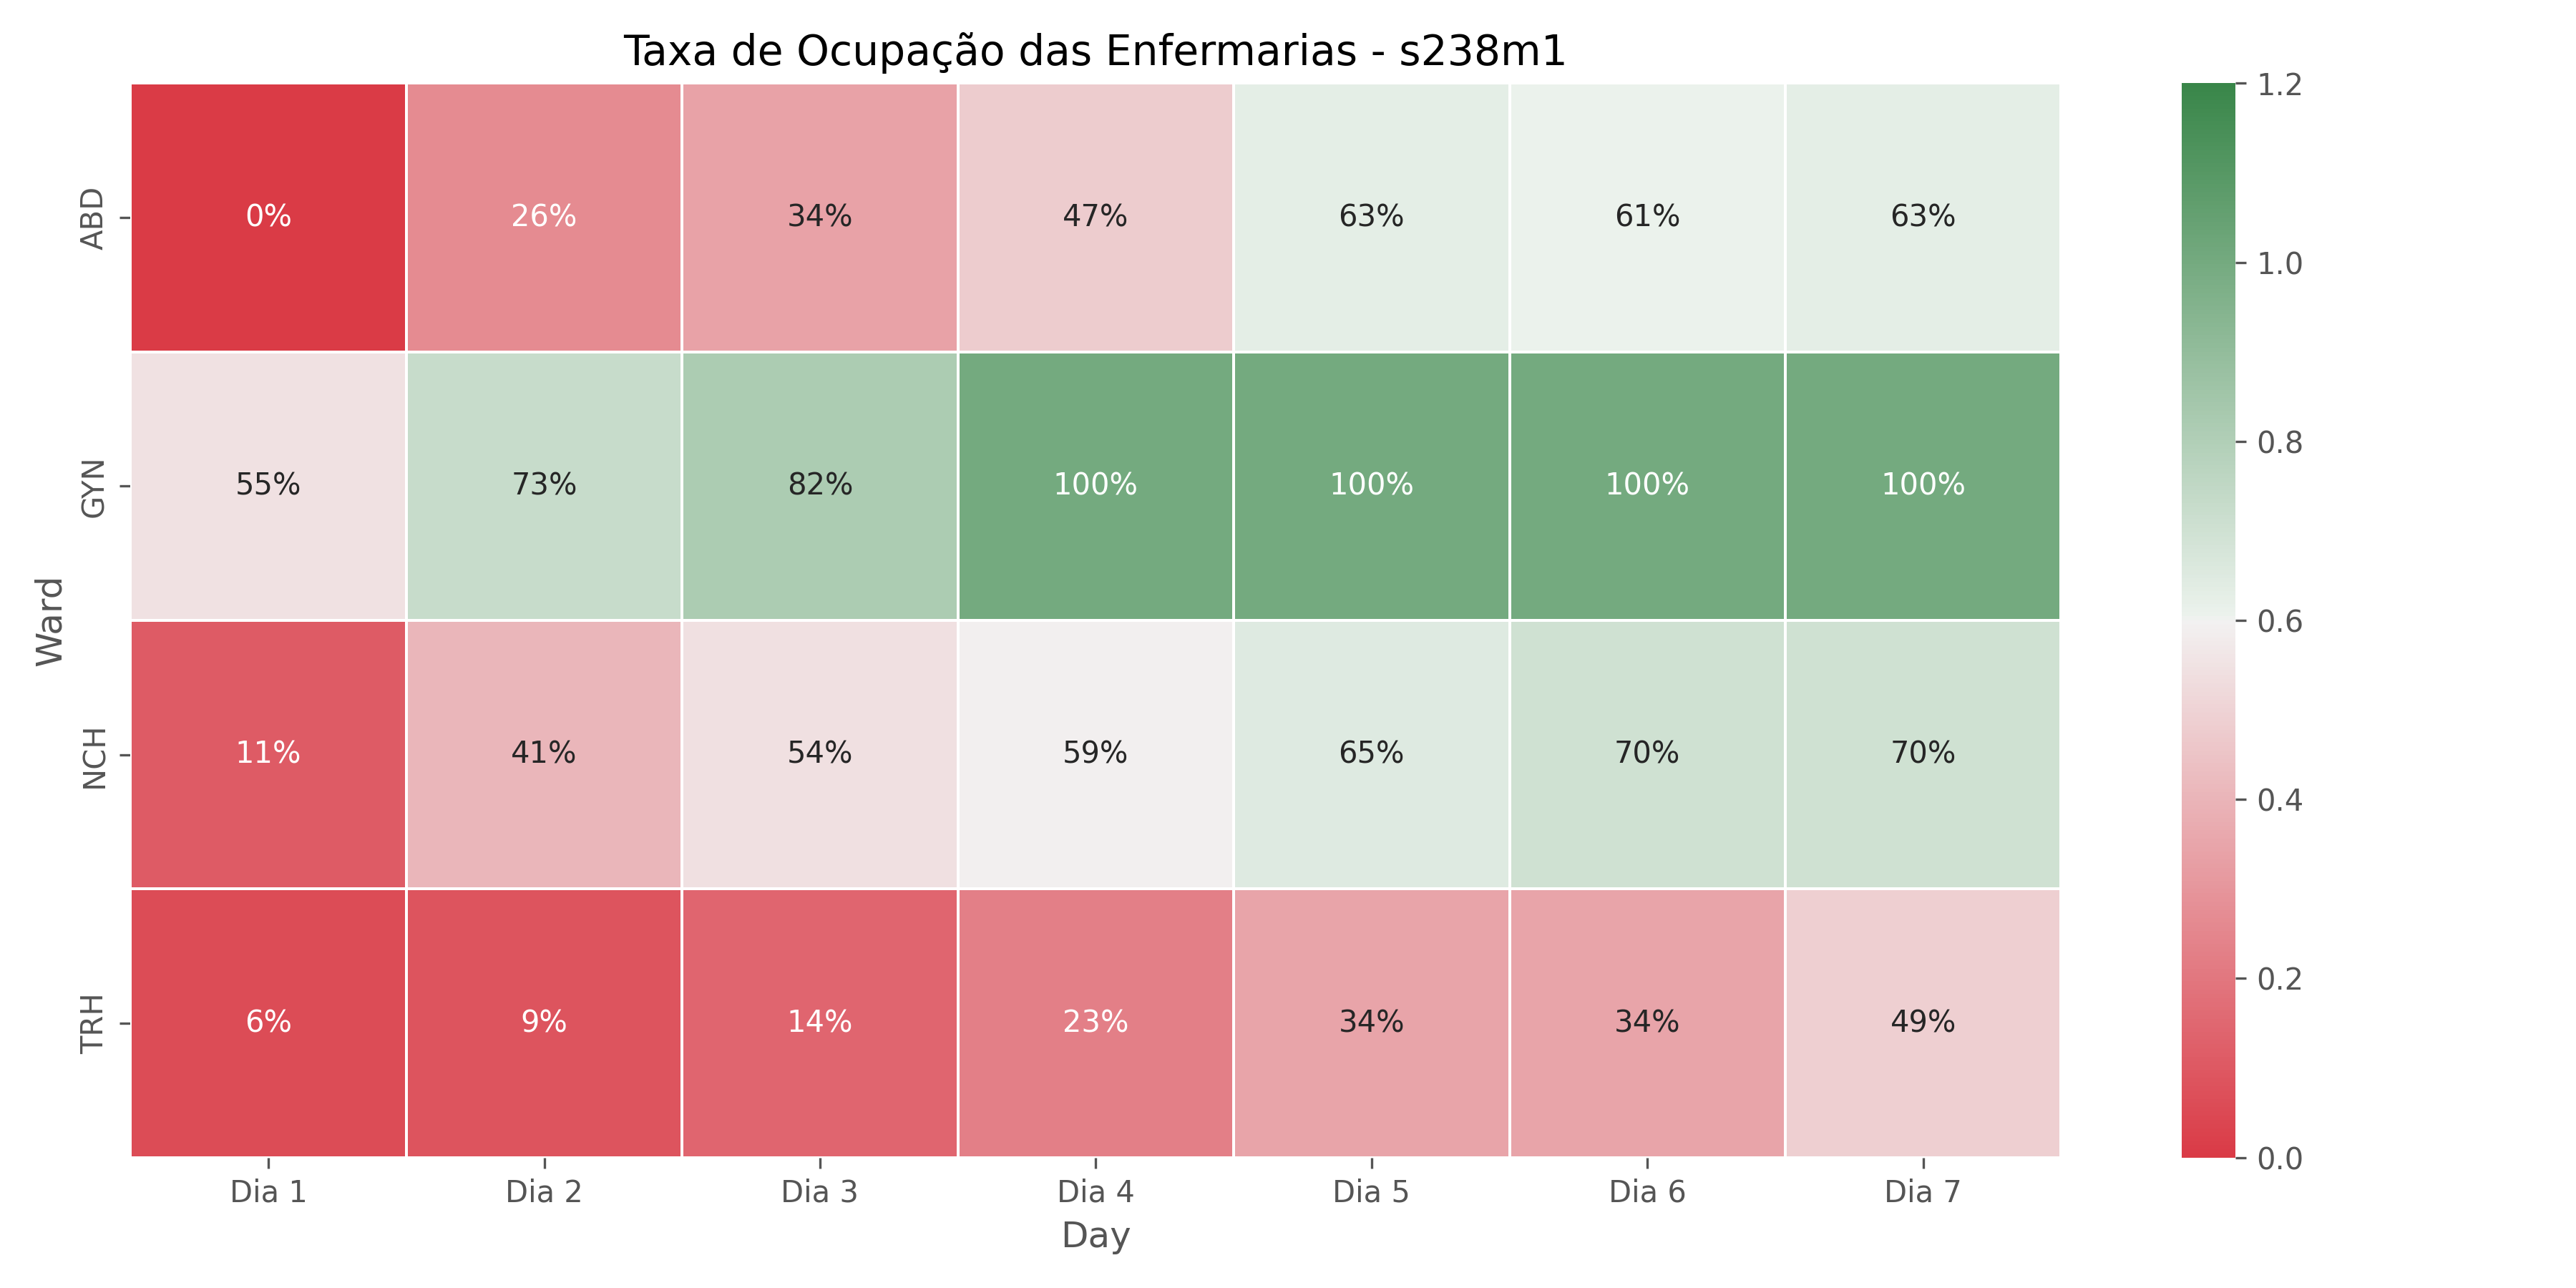 Taxa de Ocupação das Enfermarias - s238m1
Ward
ABD 0% 26% 34% 47% 63% 61% 63%
GYN 55% 73% 82% 100% 100% 100% 100%
NCH 11% 41% 54% 59% 65% 70% 70%
TRH 6% 9% 14% 23% 34% 34% 49%
Dia 1 Dia 2 Dia 3 Dia 4 Dia 5 Dia 6 Dia 7
Day
1.2
1.0
0.8
0.6
0.4
0.2
0.0